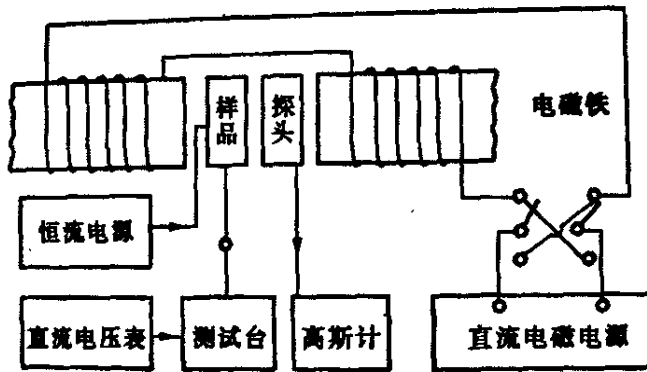 样品
探头
电磁铁
恒流电源
直流电压表
测试台
高斯计
直流电磁电源